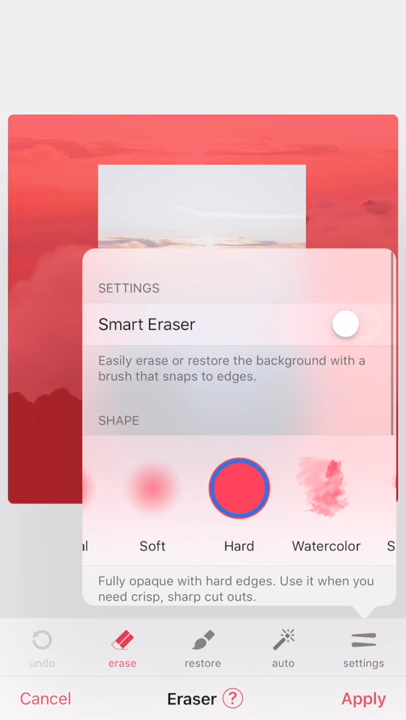 SETTINGS
Smart Eraser
Easily erase or restore the background with a
brush that snaps to edges.
SHAPE
al Soft Hard Watercolor S
Fully opaque with hard edges. Use it when you
need crisp, sharp cut outs.
undo erase restore auto settings
Cancel Eraser ? Apply